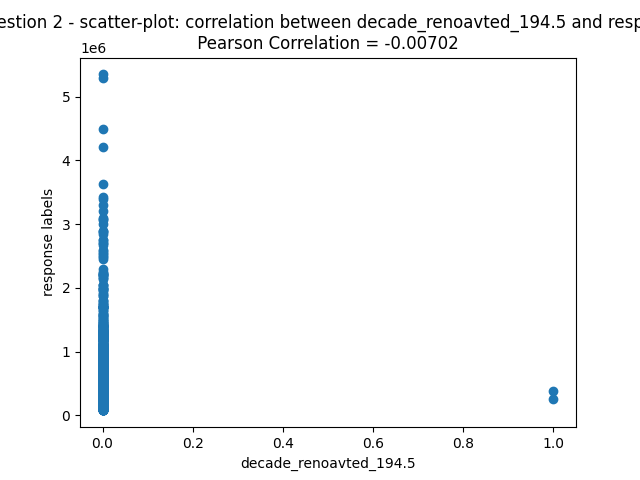 estion 2 - scatter-plot: correlation between decade_renoavted_194.5 and resp
Pearson Correlation = -0.00702
1e6
5
4
3
2
1
0
response labels
0.0 0.2 0.4 0.6 0.8 1.0
decade_renoavted_194.5